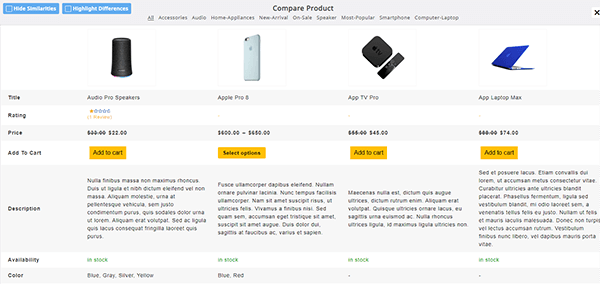 Hide Similarities Highlight Differences Compare Product
All Accessories Audio Home-Appliances New-Arrival On-Sale Speaker Most-Popular Smartphone Computer-Laptop
Title Audio Pro Speakers Apple Pro 8 App TV Pro App Laptop Max
Rating - - -
(1 Review)
Price $33.00 $22.00 $600.00 – $650.00 $55.00 $45.00 $88.00 $74.00
Add To Cart Add to cart Select options Add to cart Add to cart
Description
Nulla finibus massa non maximus rhoncus.
Duis ut ligula et nibh dictum eleifend vel non
massa. Aliquam molestie, urna at
pellentesque vehicula, sem justo
condimentum purus, quis sodales dolor urna
ut lorem. Aliquam erat volutpat. Sed ac ligula
quis lacus consequat fringilla laoreet quis
purus.
Fusce ullamcorper dapibus eleifend. Nullam
ornare pulvinar lacinia. Nunc tempus facilisis
ullamcorper. Nam sit amet suscipit risus, ut
ultricies felis. Vivamus a finibus nisi. Sed
quam sem, accumsan eget tristique sit amet,
suscipit sit amet augue. Duis dolor dui,
sagittis at faucibus ac, varius et sapien.
Maecenas nulla est, dictum quis augue
ultrices, dictum rutrum enim. Aliquam erat
volutpat. Quisque ultricies ornare lacus, eu
sagittis urna euismod ac. Nulla rhoncus
ultricies ligula non, id maximus ligula ultricies non.
Sed et posuere lacus. Etiam convallis dui
lorem, ut accumsan metus consectetur vitae.
Curabitur ultricies ante ultricies blandit
placerat. Phasellus fermentum, ligula sed
vestibulum blandit, mi odio laoreet sem, a
venenatis tellus felis eu justo. Nullam ut felis
et mauris iaculis malesuada. Donec non turpis
vel lectus accumsan rutrum. Vestibulum
finibus nunc libero, vel dapibus mauris porta
vitae.
Availability In stock In stock In stock In stock
Color Blue, Gray, Silver, Yellow Blue, Red - -